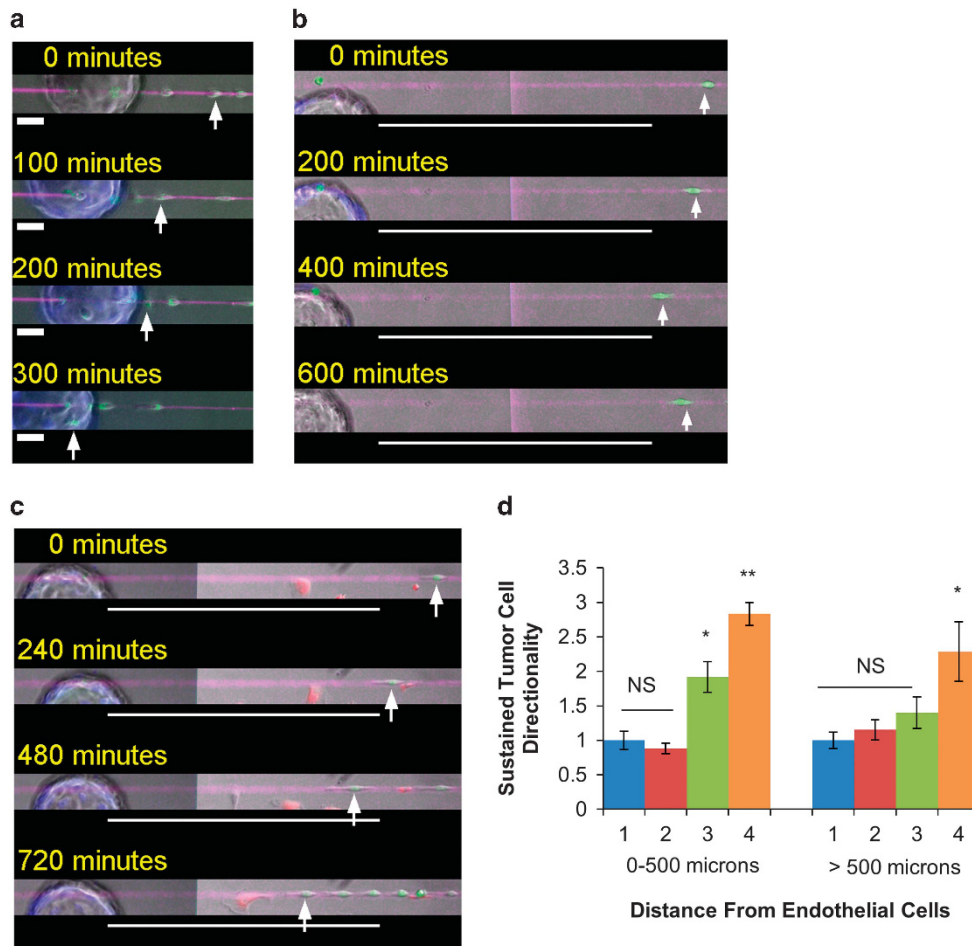 a
0 minutes
100 minutes
200 minutes
300 minutes
b
0 minutes
200 minutes
400 minutes
600 minutes
c
0 minutes
240 minutes
480 minutes
720 minutes
d
Sustained Tumor Cell
Directionality
3.5
3
2.5
2
1.5
1
0.5
0
NS
*
**
NS
*
1 2 3 4 1 2 3 4
0-500 microns > 500 microns
Distance From Endothelial Cells